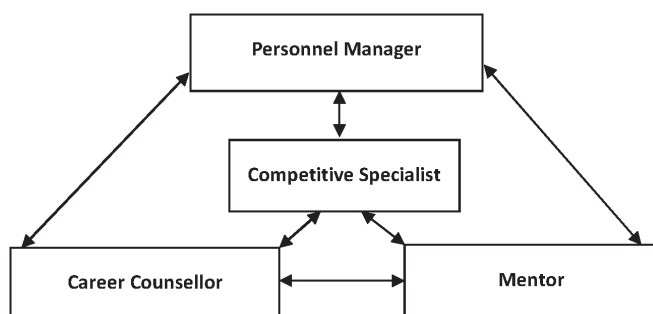 Personnel Manager
Competitive Specialist
Career Counsellor
Mentor